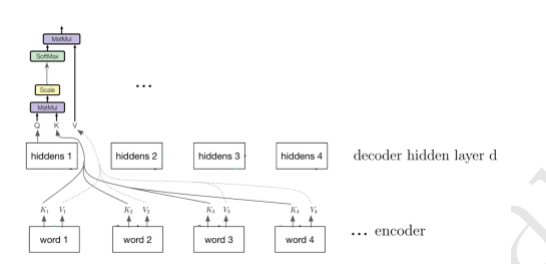 MatMul
SoftMax
Scale
MatMul
Q K V
...
hiddens 1 hiddens 2 hiddens 3 hiddens 4 decoder hidden layer d
K₁ V₁ K₂ V₂ K₃ V₃ K₄ V₄
word 1 word 2 word 3 word 4 ... encoder